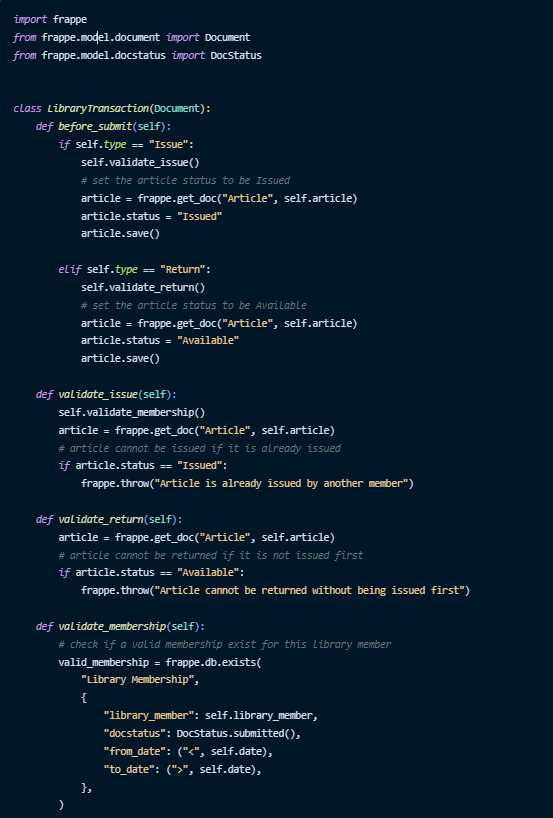 import frappe
from frappe.model.document import Document
from frappe.model.docstatus import DocStatus


class LibraryTransaction(Document):
    def before_submit(self):
        if self.type == "Issue":
            self.validate_issue()
            # set the article status to be Issued
            article = frappe.get_doc("Article", self.article)
            article.status = "Issued"
            article.save()

        elif self.type == "Return":
            self.validate_return()
            # set the article status to be Available
            article = frappe.get_doc("Article", self.article)
            article.status = "Available"
            article.save()

    def validate_issue(self):
        self.validate_membership()
        article = frappe.get_doc("Article", self.article)
        # article cannot be issued if it is already issued
        if article.status == "Issued":
            frappe.throw("Article is already issued by another member")

    def validate_return(self):
        article = frappe.get_doc("Article", self.article)
        # article cannot be returned if it is not issued first
        if article.status == "Available":
            frappe.throw("Article cannot be returned without being issued first")

    def validate_membership(self):
        # check if a valid membership exist for this library member
        valid_membership = frappe.db.exists(
            "Library Membership",
            {
                "library_member": self.library_member,
                "docstatus": DocStatus.submitted(),
                "from_date": ("<", self.date),
                "to_date": (">", self.date),
            },
        )